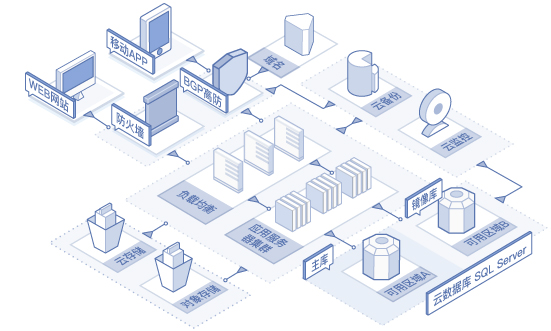 移动APP
WEB网站
BGP高防
防火墙
云备份
云监控
负载均衡
应用服务
器集群
镜像库
可用区域B
主库
可用区域A
云数据库 SQL Server
云存储
对象存储